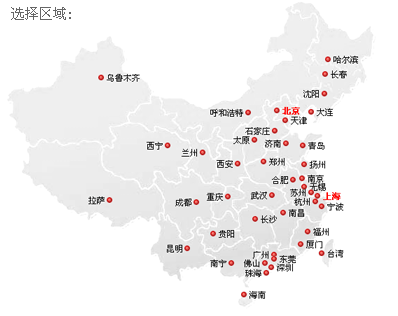 选择区域:
哈尔滨
长春
乌鲁木齐
沈阳
呼和浩特
北京
大连
天津
石家庄
太原
济南
青岛
西宁
兰州
西安
郑州
扬州
合肥
南京
无锡
拉萨
成都
重庆
武汉
苏州
上海
杭州
宁波
南昌
长沙
贵阳
福州
昆明
厦门
台湾
广州
东莞
南宁
佛山
深圳
珠海
海南